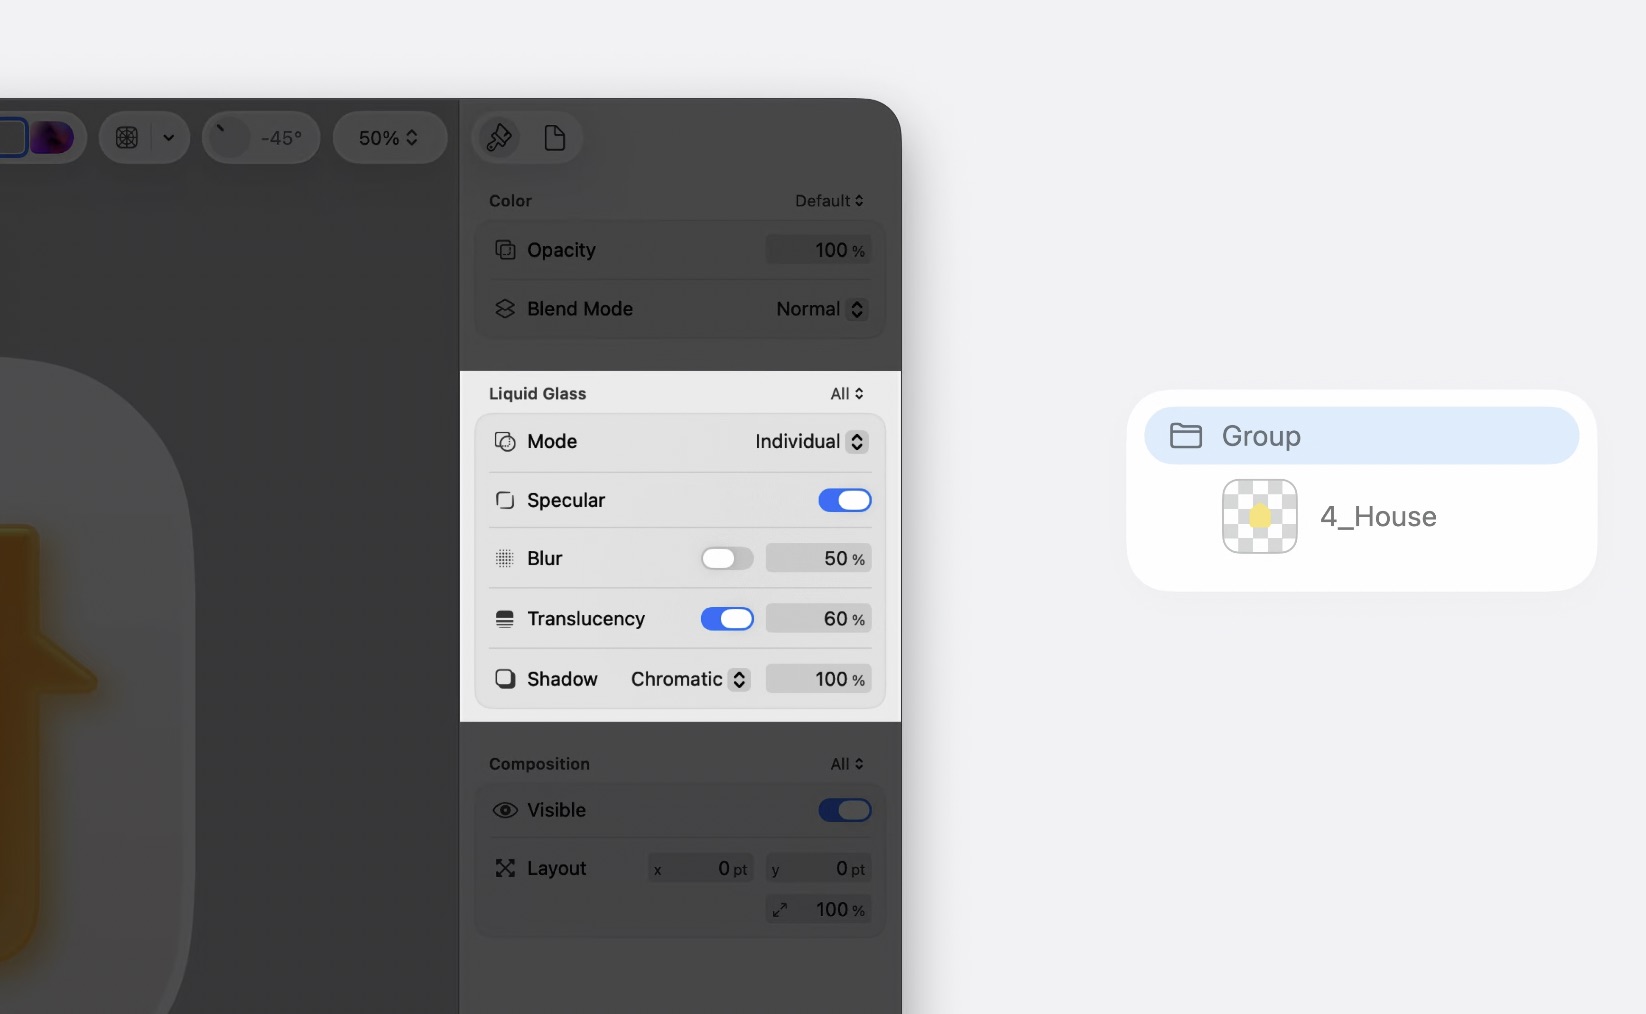 -45°
50%
Color Default
Opacity 100 %
Blend Mode Normal
Liquid Glass All
Mode Individual
Specular
Blur 50 %
Translucency 60 %
Shadow Chromatic 100 %
Composition All
Visible
Layout x 0 pt y 0 pt
100 %
Group
4_House